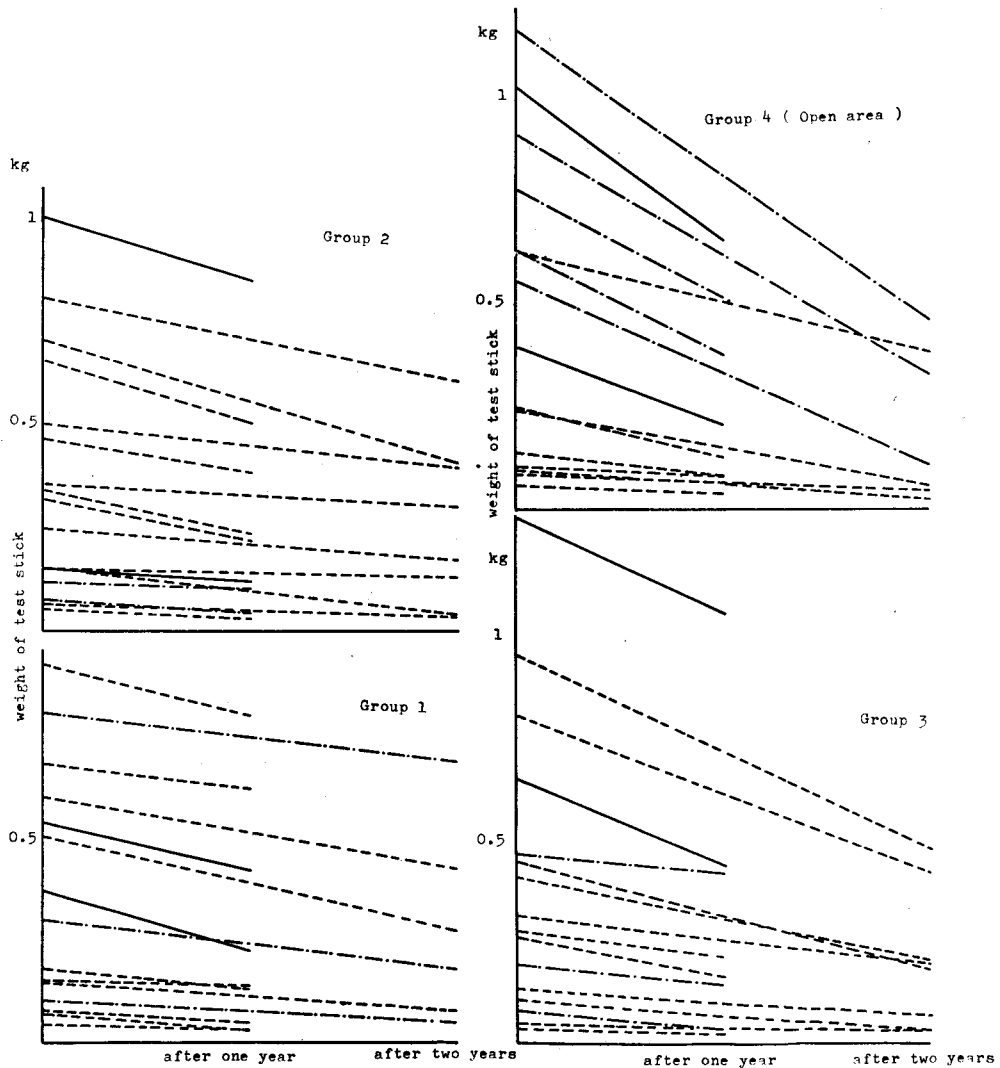 kg
1
Group 2
0.5
weight of test stick
Group 1
0.5
after one year
after two years
kg
1
Group 4 ( Open area )
0.5
weight of test stick
kg
1
Group 3
0.5
after one year
after two years